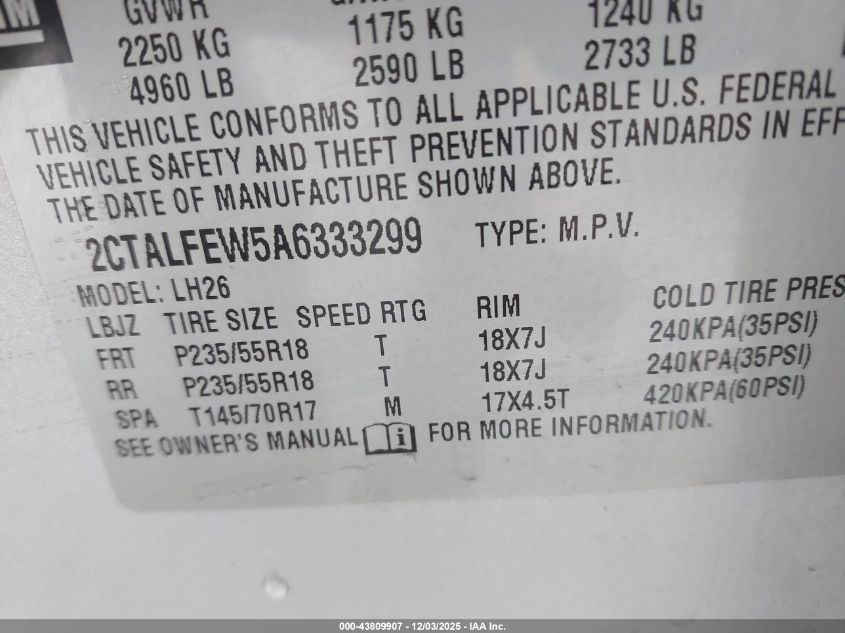 GVWR
2250 KG 1175 KG 1240 KG
4960 LB 2590 LB 2733 LB
THIS VEHICLE CONFORMS TO ALL APPLICABLE U.S. FEDERAL
VEHICLE SAFETY AND THEFT PREVENTION STANDARDS IN EFF
THE DATE OF MANUFACTURE SHOWN ABOVE.
2CTALFEW5A6333299 TYPE: M.P.V.
MODEL: LH26
LBJZ TIRE SIZE SPEED RTG RIM COLD TIRE PRES
FRT P235/55R18 T 18X7J 240KPA(35PSI)
RR P235/55R18 T 18X7J 240KPA(35PSI)
SPA T145/70R17 M 17X4.5T 420KPA(60PSI)
SEE OWNER'S MANUAL i FOR MORE INFORMATION.
000-43809907 - 12/03/2025 - IAA Inc.